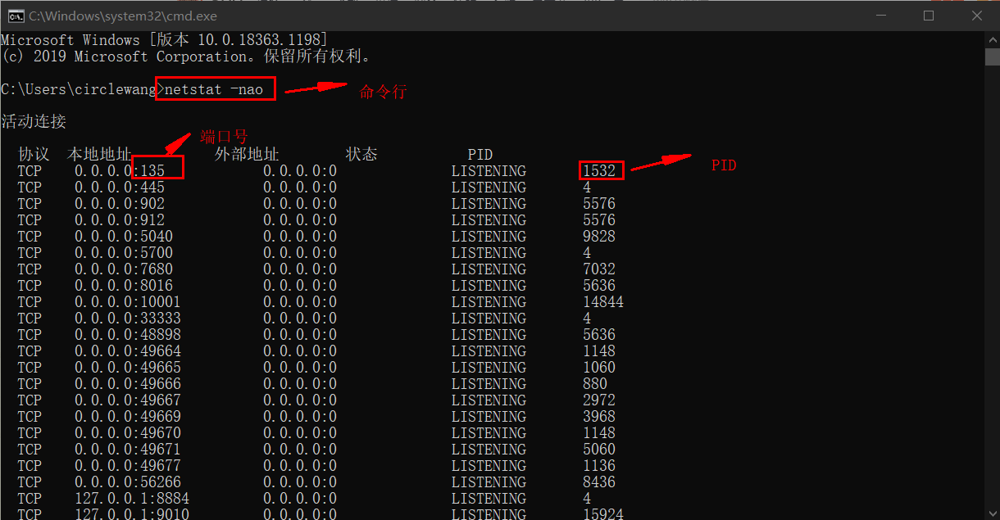 C:\Windows\system32\cmd.exe
Microsoft Windows [版本 10.0.18363.1198]
(c) 2019 Microsoft Corporation。保留所有权利。
C:\Users\circlewang>netstat -nao 命令行
活动连接
端口号
协议 本地地址 外部地址 状态 PID
TCP 0.0.0.0:135 0.0.0.0:0 LISTENING 1532 PID
TCP 0.0.0.0:445 0.0.0.0:0 LISTENING 4
TCP 0.0.0.0:902 0.0.0.0:0 LISTENING 5576
TCP 0.0.0.0:912 0.0.0.0:0 LISTENING 5576
TCP 0.0.0.0:5040 0.0.0.0:0 LISTENING 9828
TCP 0.0.0.0:5700 0.0.0.0:0 LISTENING 4
TCP 0.0.0.0:7680 0.0.0.0:0 LISTENING 7032
TCP 0.0.0.0:8016 0.0.0.0:0 LISTENING 5636
TCP 0.0.0.0:10001 0.0.0.0:0 LISTENING 14844
TCP 0.0.0.0:33333 0.0.0.0:0 LISTENING 4
TCP 0.0.0.0:48898 0.0.0.0:0 LISTENING 5636
TCP 0.0.0.0:49664 0.0.0.0:0 LISTENING 1148
TCP 0.0.0.0:49665 0.0.0.0:0 LISTENING 1060
TCP 0.0.0.0:49666 0.0.0.0:0 LISTENING 880
TCP 0.0.0.0:49667 0.0.0.0:0 LISTENING 2972
TCP 0.0.0.0:49669 0.0.0.0:0 LISTENING 3968
TCP 0.0.0.0:49670 0.0.0.0:0 LISTENING 1148
TCP 0.0.0.0:49671 0.0.0.0:0 LISTENING 5060
TCP 0.0.0.0:49677 0.0.0.0:0 LISTENING 1136
TCP 0.0.0.0:56266 0.0.0.0:0 LISTENING 8436
TCP 127.0.0.1:8884 0.0.0.0:0 LISTENING 4
TCP 127.0.0.1:9010 0.0.0.0:0 LISTENING 15924